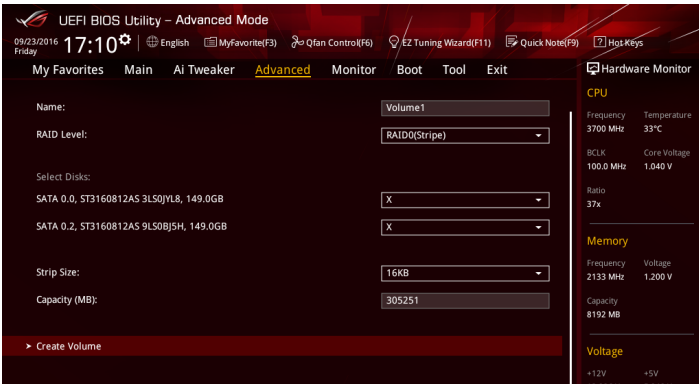 UEFI BIOS Utility – Advanced Mode
09/23/2016
Friday
17:10
English
MyFavorite(F3)
Qfan Control(F6)
EZ Tuning Wizard(F11)
Quick Note(F9)
Hot Keys
My Favorites Main Ai Tweaker Advanced Monitor Boot Tool Exit
Hardware Monitor
Name: Volume1
RAID Level: RAID0(Stripe)
Select Disks:
SATA 0.0, ST3160812AS 3LS0JYL8, 149.0GB X
SATA 0.2, ST3160812AS 9LS0BJ5H, 149.0GB X
Strip Size: 16KB
Capacity (MB): 305251
> Create Volume
CPU
Frequency Temperature
3700 MHz 33°C
BCLK Core Voltage
100.0 MHz 1.040 V
Ratio
37x
Memory
Frequency Voltage
2133 MHz 1.200 V
Capacity
8192 MB
Voltage
+12V +5V